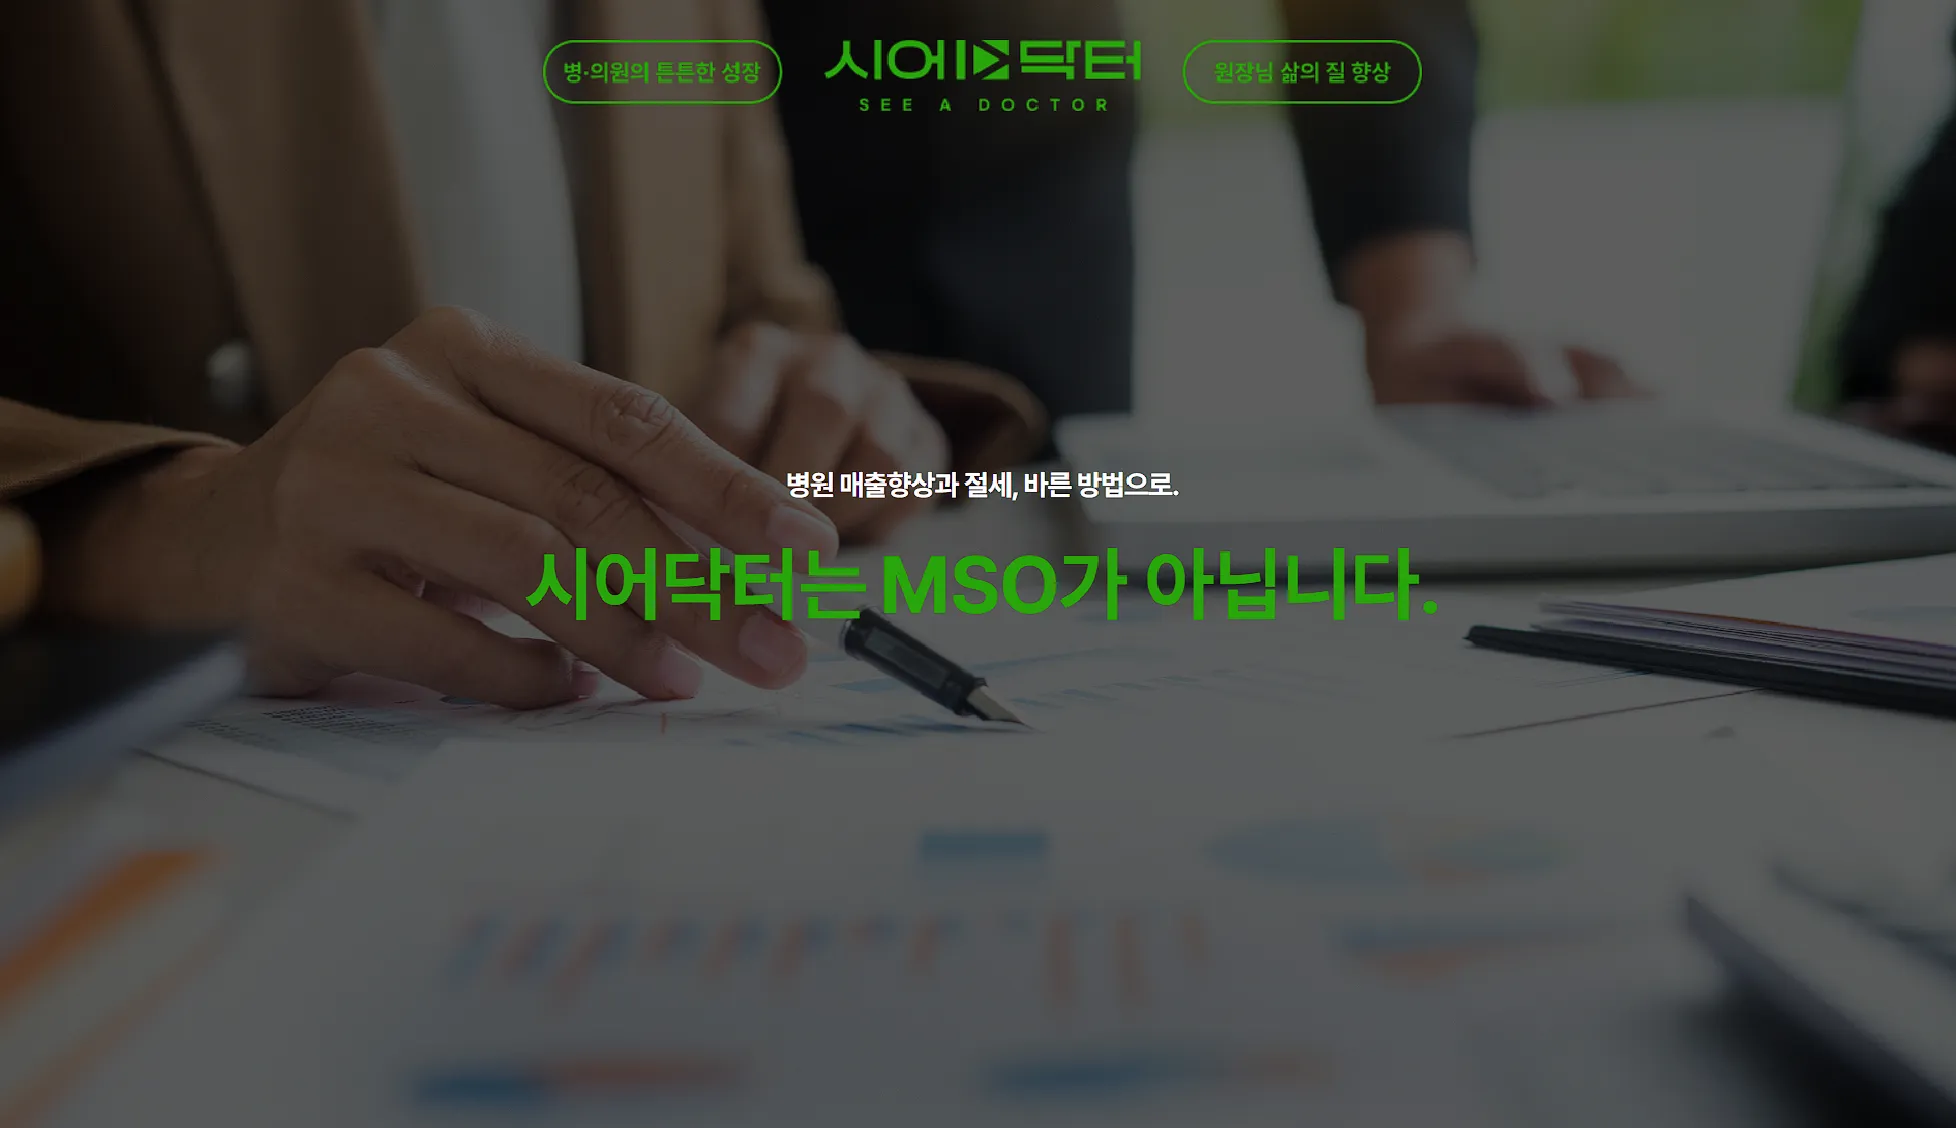 병·의원의 튼튼한 성장
시어닥터
SEE A DOCTOR
원장님 삶의 질 향상
병원 매출향상과 절세, 바른 방법으로.
시어닥터는 MSO가 아닙니다.